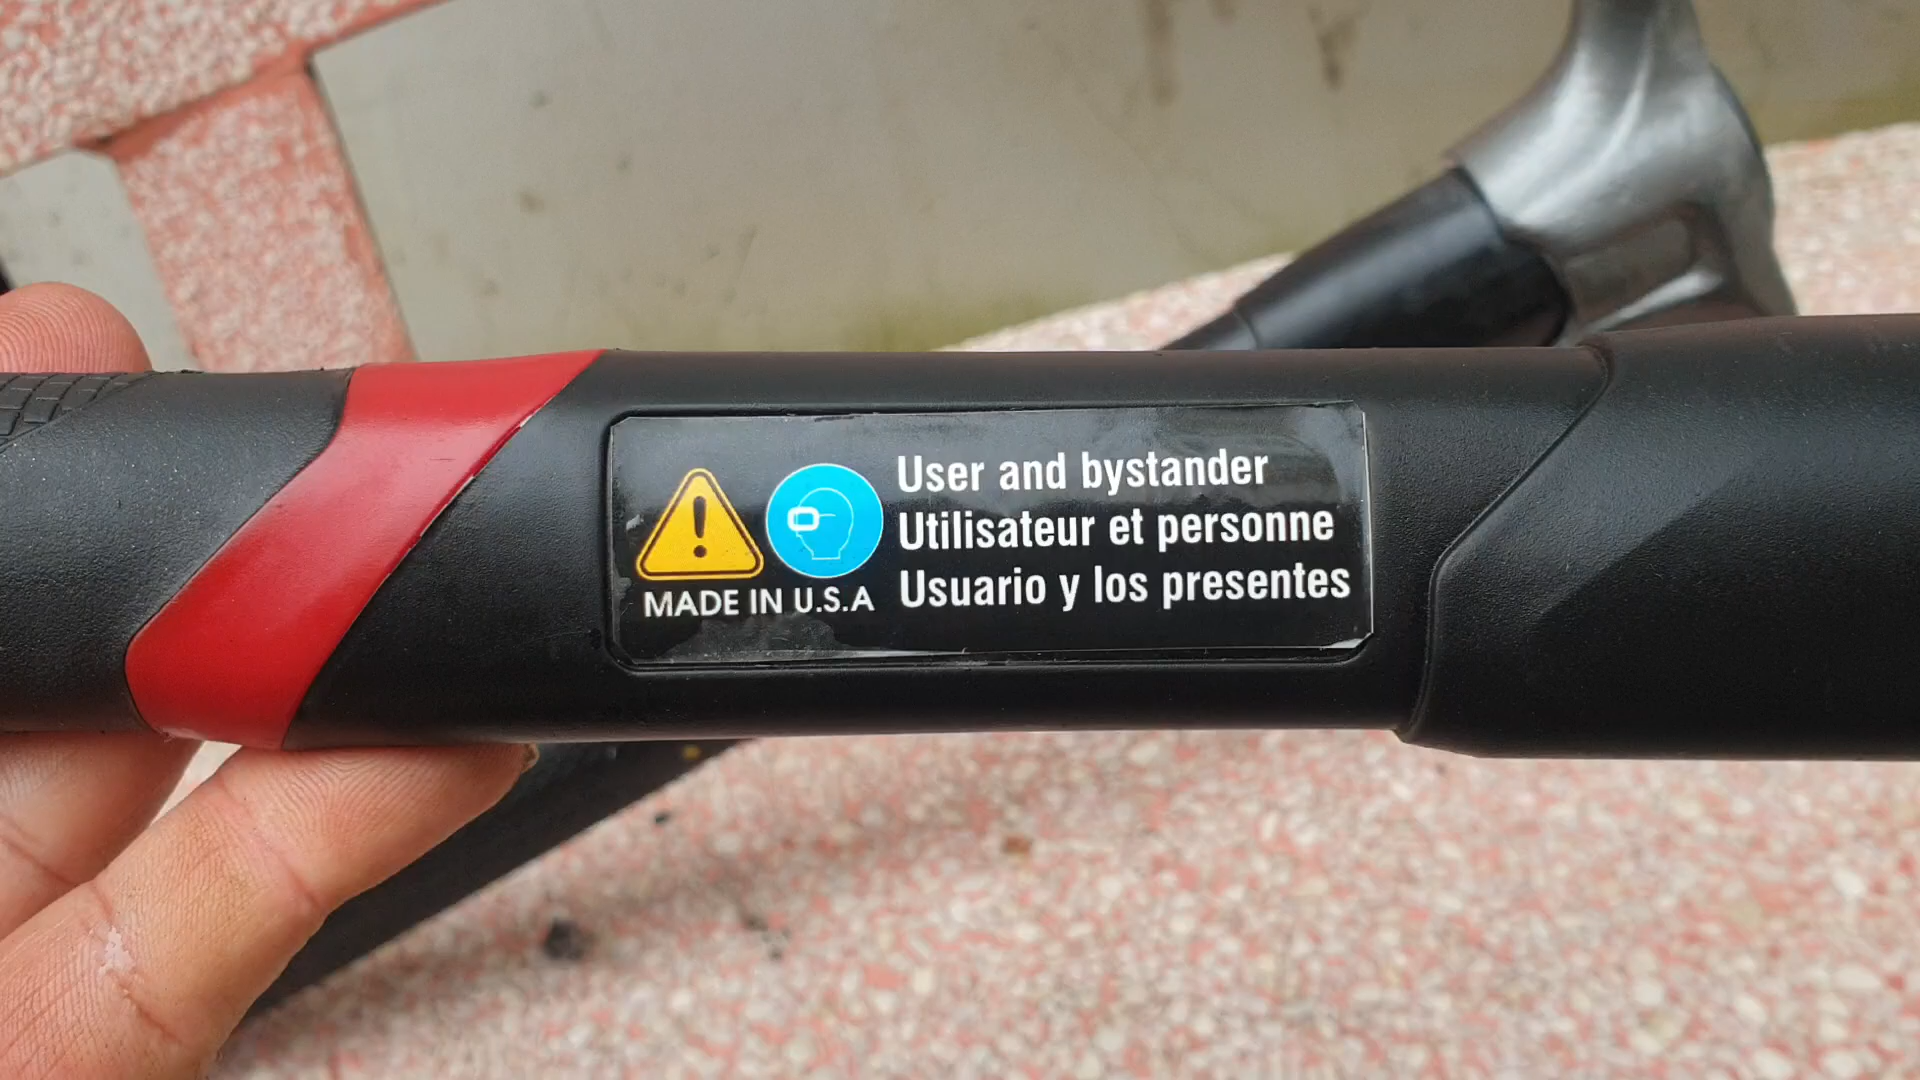 User and bystander
Utilisateur et personne
Usuario y los presentes
MADE IN U.S.A